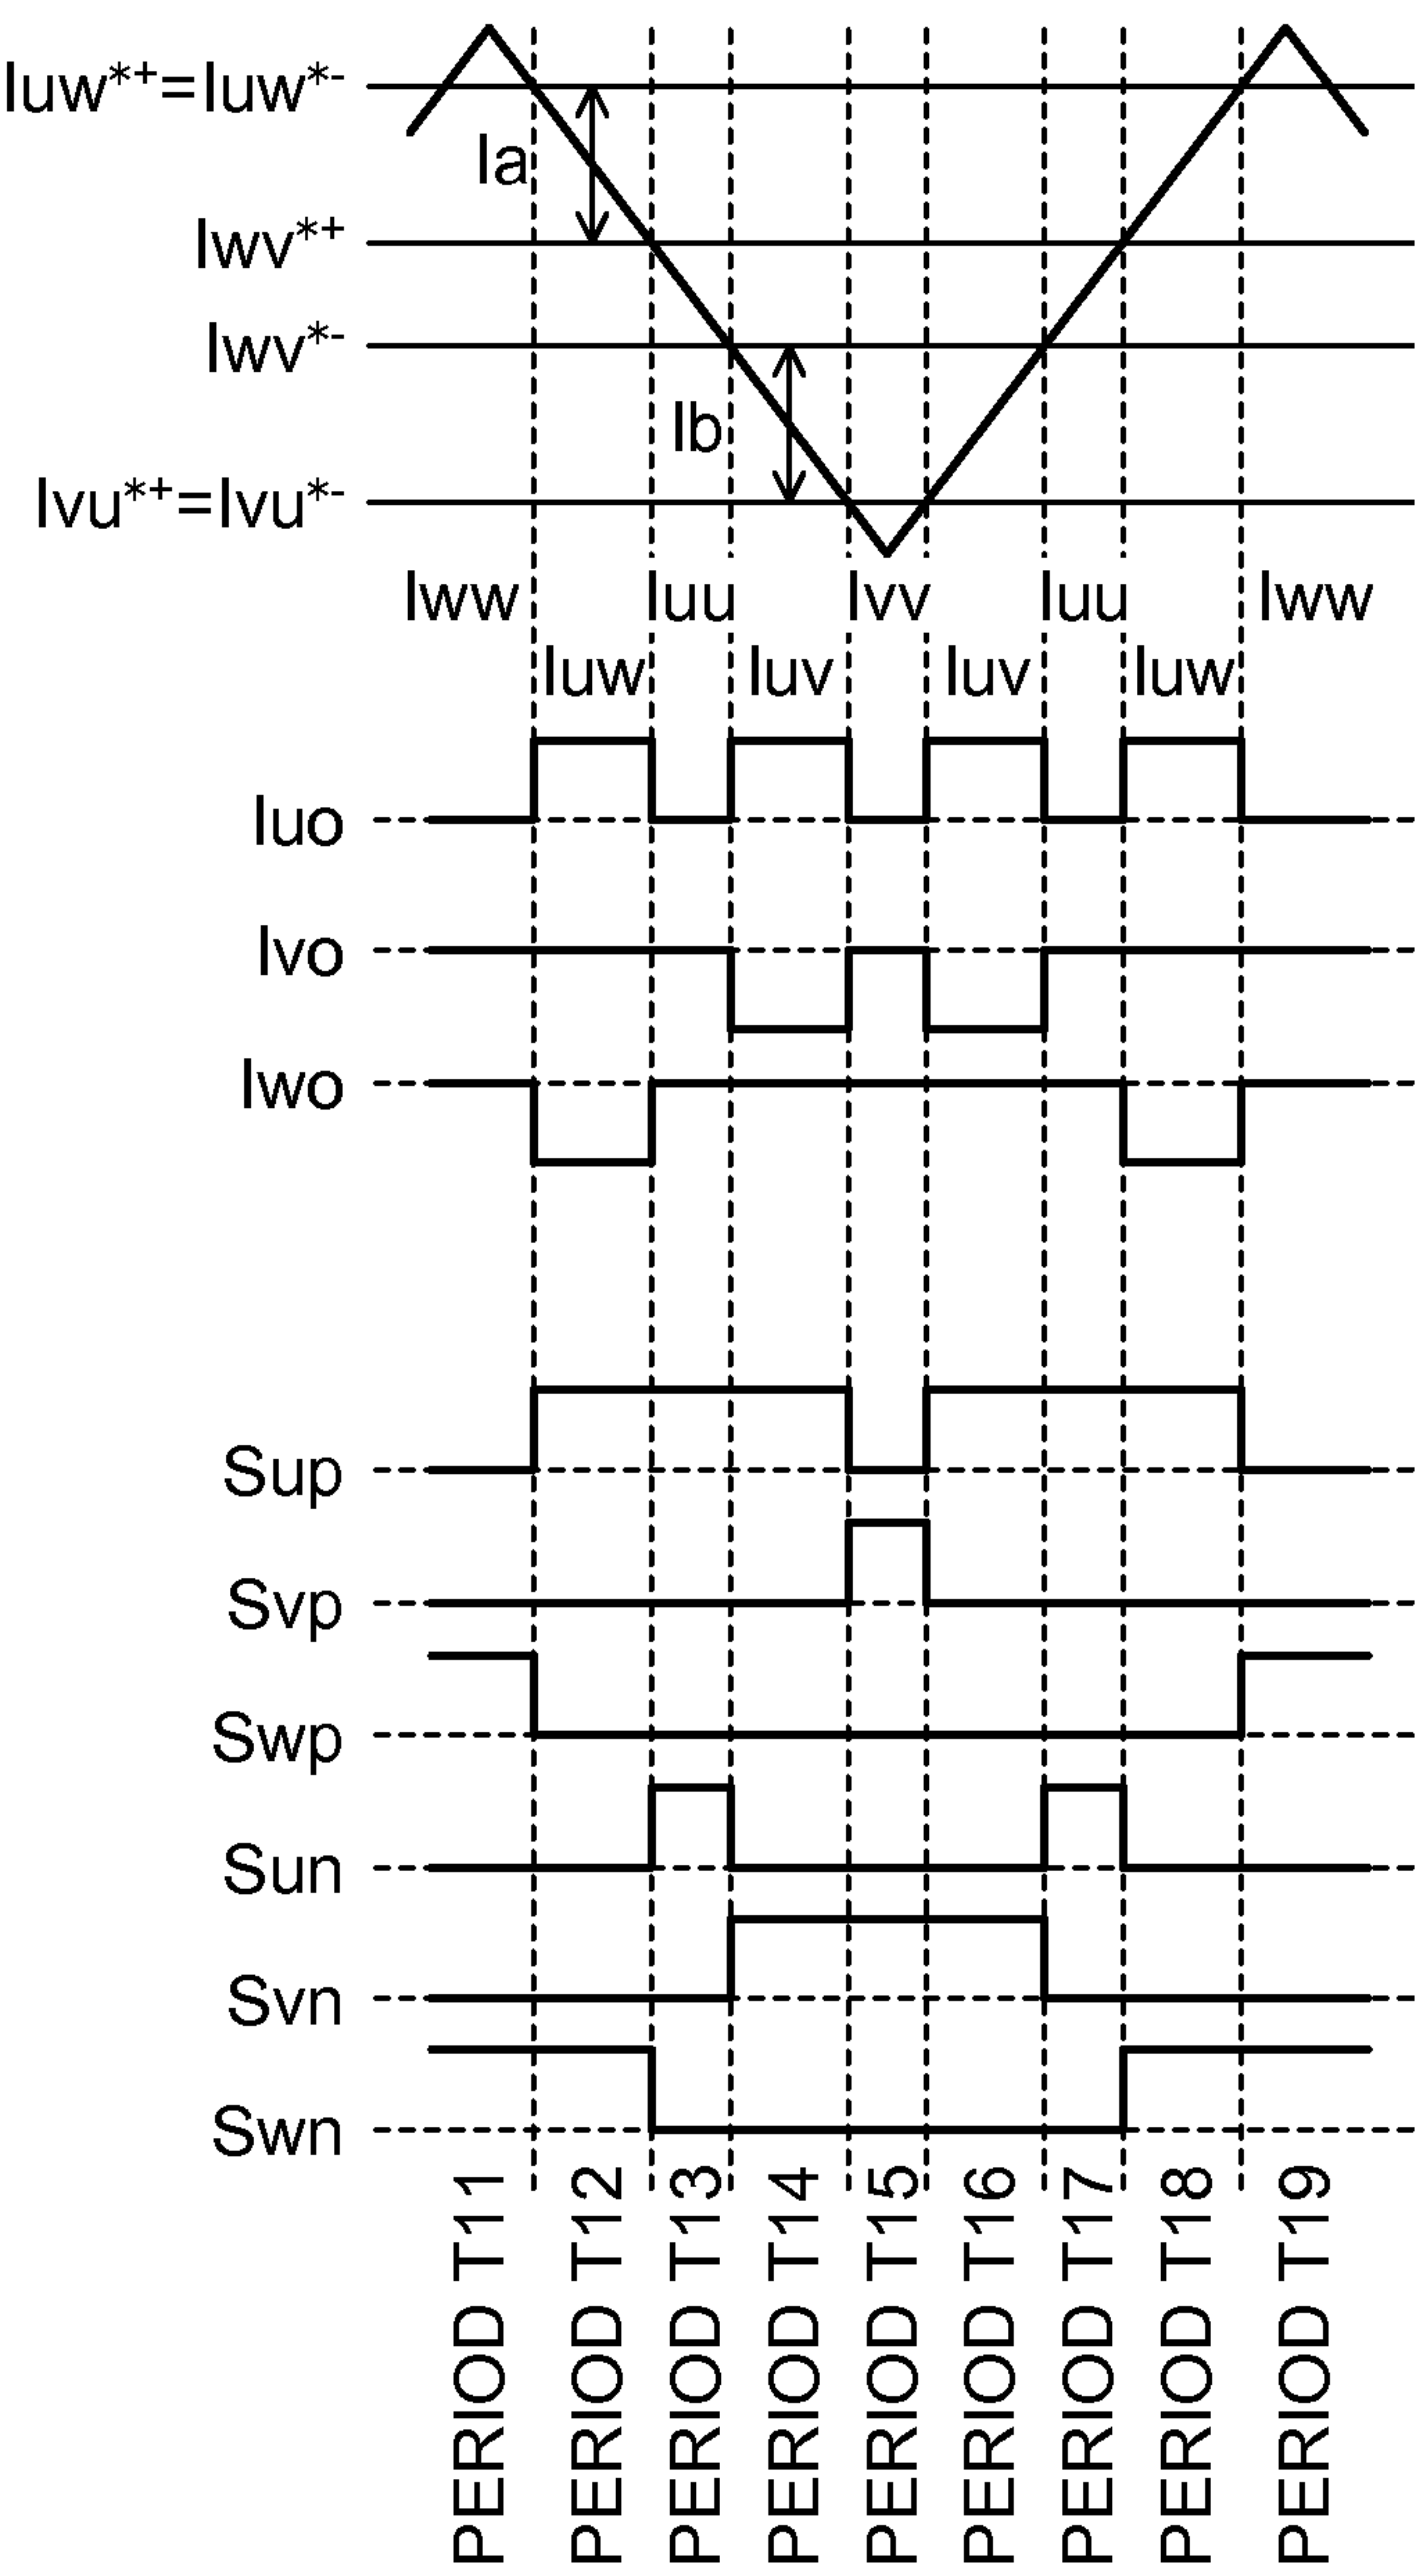 Iuw*+=Iuw*-
Ia
Iwv*+
Iwv*-
Ib
Ivu*+=Ivu*-
Iww Iuu Ivv Iuu Iww
Iuw Iuv Iuv Iuw
Iuo
Ivo
Iwo
Sup
Svp
Swp
Sun
Svn
Swn
PERIOD T11
PERIOD T12
PERIOD T13
PERIOD T14
PERIOD T15
PERIOD T16
PERIOD T17
PERIOD T18
PERIOD T19